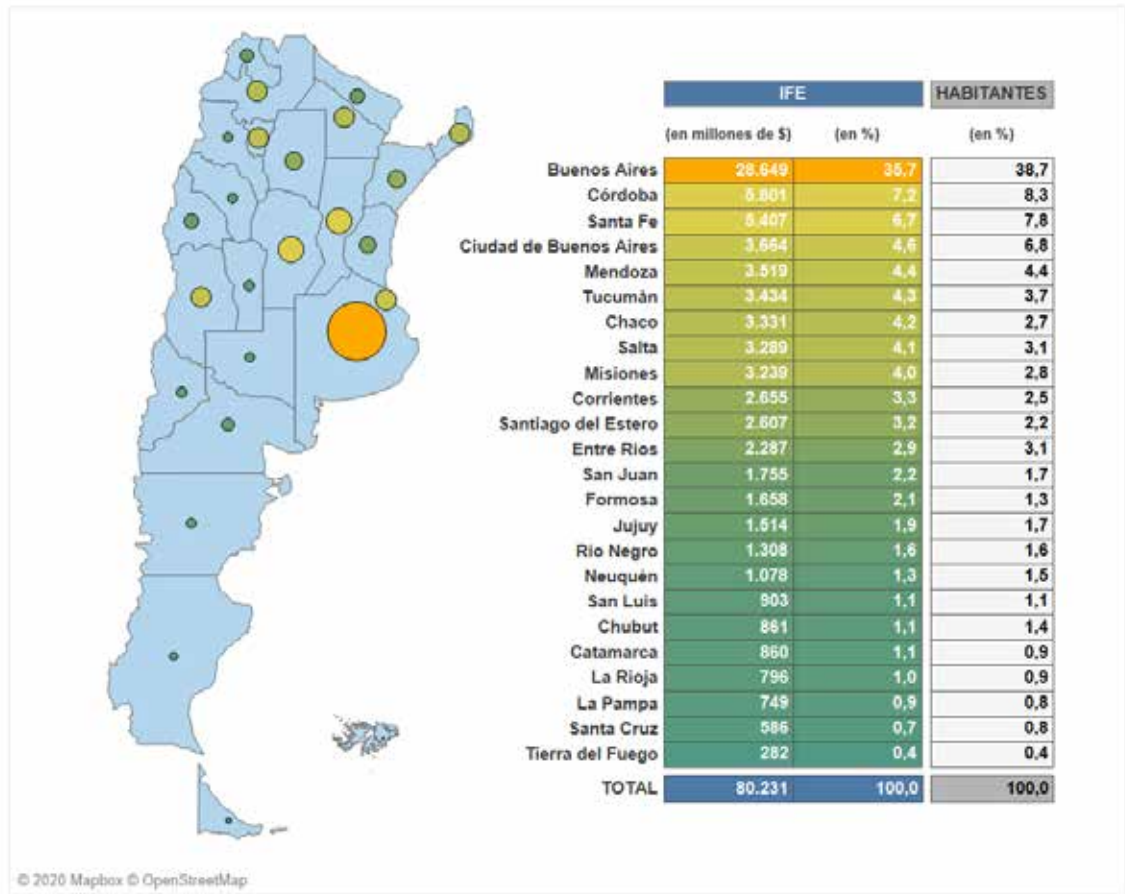 IFE HABITANTES
(en millones de $) (en %) (en %)
Buenos Aires 28.649 35,7 38,7
Córdoba 5.801 7,2 8,3
Santa Fe 5.407 6,7 7,8
Ciudad de Buenos Aires 3.664 4,6 6,8
Mendoza 3.519 4,4 4,4
Tucumán 3.434 4,3 3,7
Chaco 3.331 4,2 2,7
Salta 3.289 4,1 3,1
Misiones 3.239 4,0 2,8
Corrientes 2.655 3,3 2,5
Santiago del Estero 2.607 3,2 2,2
Entre Ríos 2.287 2,9 3,1
San Juan 1.755 2,2 1,7
Formosa 1.658 2,1 1,3
Jujuy 1.514 1,9 1,7
Río Negro 1.308 1,6 1,6
Neuquén 1.078 1,3 1,5
San Luis 903 1,1 1,1
Chubut 861 1,1 1,4
Catamarca 860 1,1 0,9
La Rioja 796 1,0 0,9
La Pampa 749 0,9 0,8
Santa Cruz 586 0,7 0,8
Tierra del Fuego 282 0,4 0,4
TOTAL 80.231 100,0 100,0
© 2020 Mapbox © OpenStreetMap